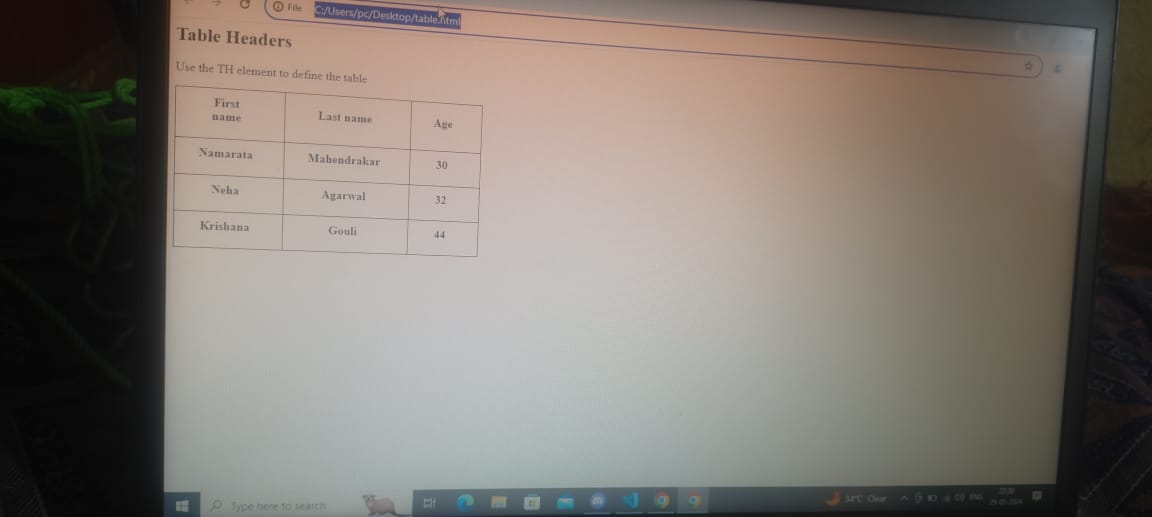 File C:/Users/pc/Desktop/table.html
Table Headers
Use the TH element to define the table
First
name
Last name
Age
Namarata
Mahendrakar
30
Neha
Agarwal
32
Krishana
Gouli
44
Type here to search
34°C Clear
ENG